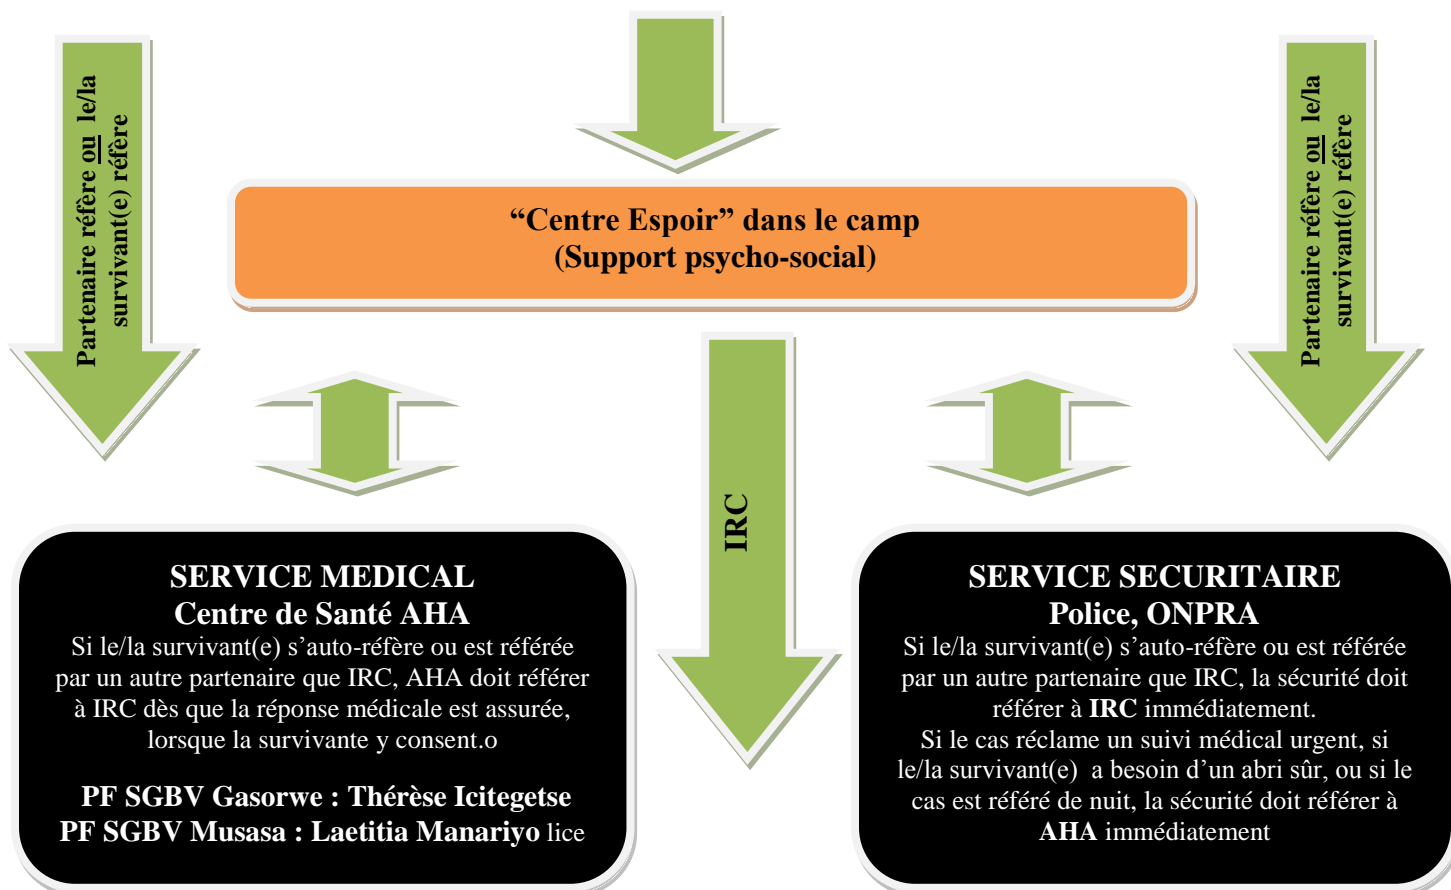 Partenaire réfère ou le/la
survivant(e) réfère
“Centre Espoir” dans le camp
(Support psycho-social)
Partenaire réfère ou le/la
survivant(e) réfère
IRC
SERVICE MEDICAL
Centre de Santé AHA
Si le/la survivant(e) s’auto-réfère ou est référée
par un autre partenaire que IRC, AHA doit référer
à IRC dès que la réponse médicale est assurée,
lorsque la survivante y consent.o
PF SGBV Gasorwe : Thérèse Icitegetse
PF SGBV Musasa : Laetitia Manariyo lice
SERVICE SECURITAIRE
Police, ONPRA
Si le/la survivant(e) s’auto-réfère ou est référée
par un autre partenaire que IRC, la sécurité doit
référer à IRC immédiatement.
Si le cas réclame un suivi médical urgent, si
le/la survivant(e) a besoin d’un abri sûr, ou si le
cas est référé de nuit, la sécurité doit référer à
AHA immédiatement